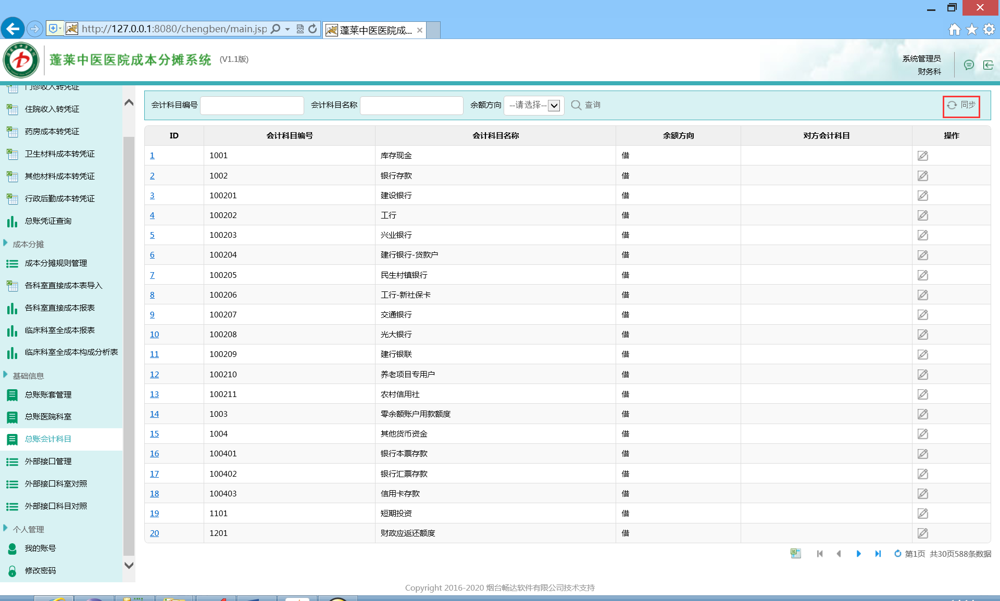 http://127.0.0.1:8080/chengben/main.jsp
蓬莱中医医院成...
蓬莱中医医院成本分摊系统 (V1.1版)
系统管理员
财务科
门诊收入转凭证
住院收入转凭证
药房成本转凭证
卫生材料成本转凭证
其他材料成本转凭证
行政后勤成本转凭证
总账凭证查询
成本分摊
成本分摊规则管理
各科室直接成本表导入
各科室直接成本报表
临床科室全成本报表
临床科室全成本构成分析表
基础信息
总账账套管理
总账医院科室
总账会计科目
外部接口管理
外部接口科室对照
外部接口科目对照
个人管理
我的账号
修改密码
会计科目编号 会计科目名称 余额方向 --请选择-- 查询 同步
ID 会计科目编号 会计科目名称 余额方向 对方会计科目 操作
1 1001 库存现金 借
2 1002 银行存款 借
3 100201 建设银行 借
4 100202 工行 借
5 100203 兴业银行 借
6 100204 建行银行-贷款户 借
7 100205 民生村镇银行 借
8 100206 工行-新社保卡 借
9 100207 交通银行 借
10 100208 光大银行 借
11 100209 建行银联 借
12 100210 养老项目专用户 借
13 100211 农村信用社 借
14 1003 零余额账户用款额度 借
15 1004 其他货币资金 借
16 100401 银行本票存款 借
17 100402 银行汇票存款 借
18 100403 信用卡存款 借
19 1101 短期投资 借
20 1201 财政应返还额度 借
第1页 共30页588条数据
Copyright 2016-2020 烟台畅达软件有限公司技术支持